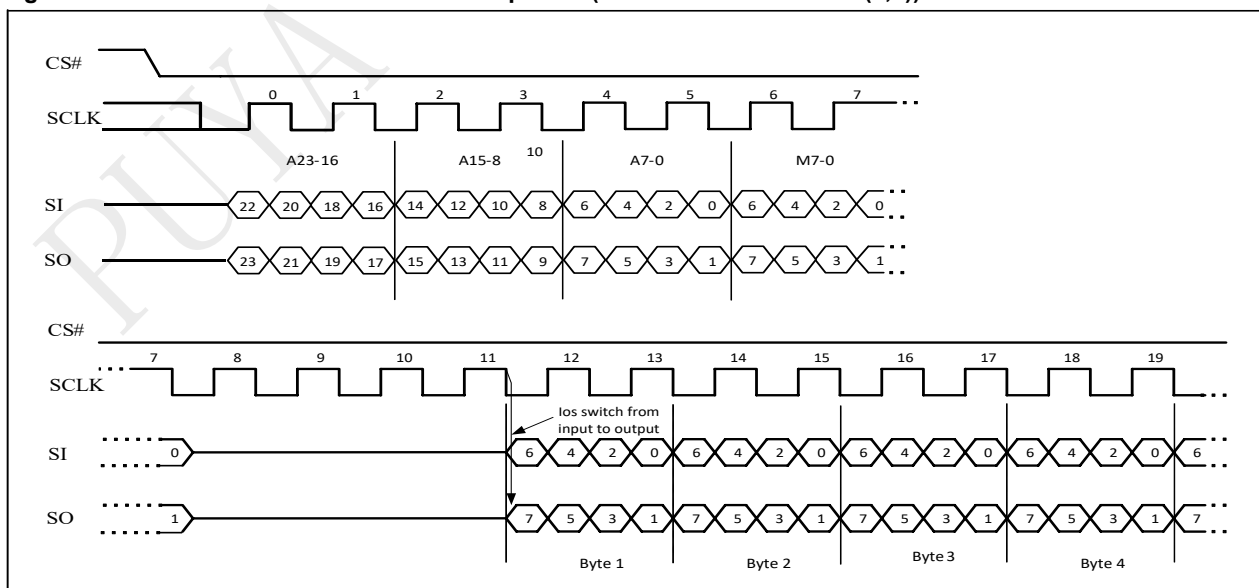 PUYA
CS#
0 1 2 3 4 5 6 7
SCLK
A23-16 A15-8 10 A7-0 M7-0
SI 22 20 18 16 14 12 10 8 6 4 2 0 6 4 2 0
SO 23 21 19 17 15 13 11 9 7 5 3 1 7 5 3 1
CS#
7 8 9 10 11 12 13 14 15 16 17 18 19
SCLK
Ios switch from
input to output
SI 0 6 4 2 0 6 4 2 0 6 4 2 0 6 4 2 0 6
SO 1 7 5 3 1 7 5 3 1 7 5 3 1 7 5 3 1 7
Byte 1 Byte 2 Byte 3 Byte 4